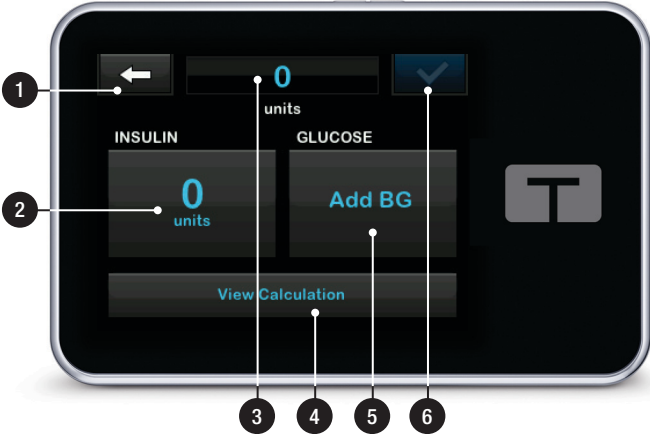 0
units
INSULIN
GLUCOSE
0
units
Add BG
View Calculation
T
1
2
3
4
5
6